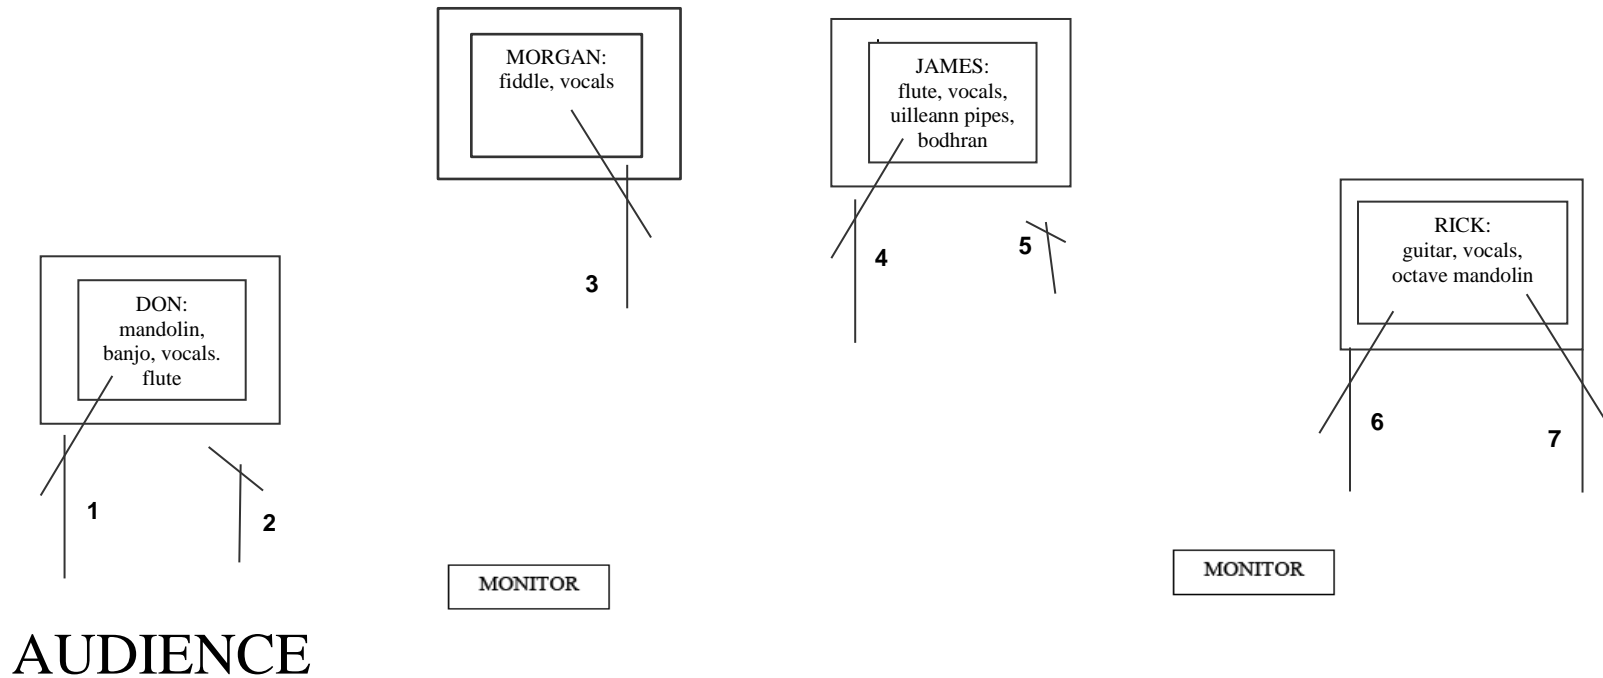 MORGAN:
fiddle, vocals
JAMES:
flute, vocals,
uilleann pipes,
bodhran
RICK:
guitar, vocals,
octave mandolin
DON:
mandolin,
banjo, vocals.
flute
3
4
5
6
7
1
2
MONITOR
MONITOR
AUDIENCE